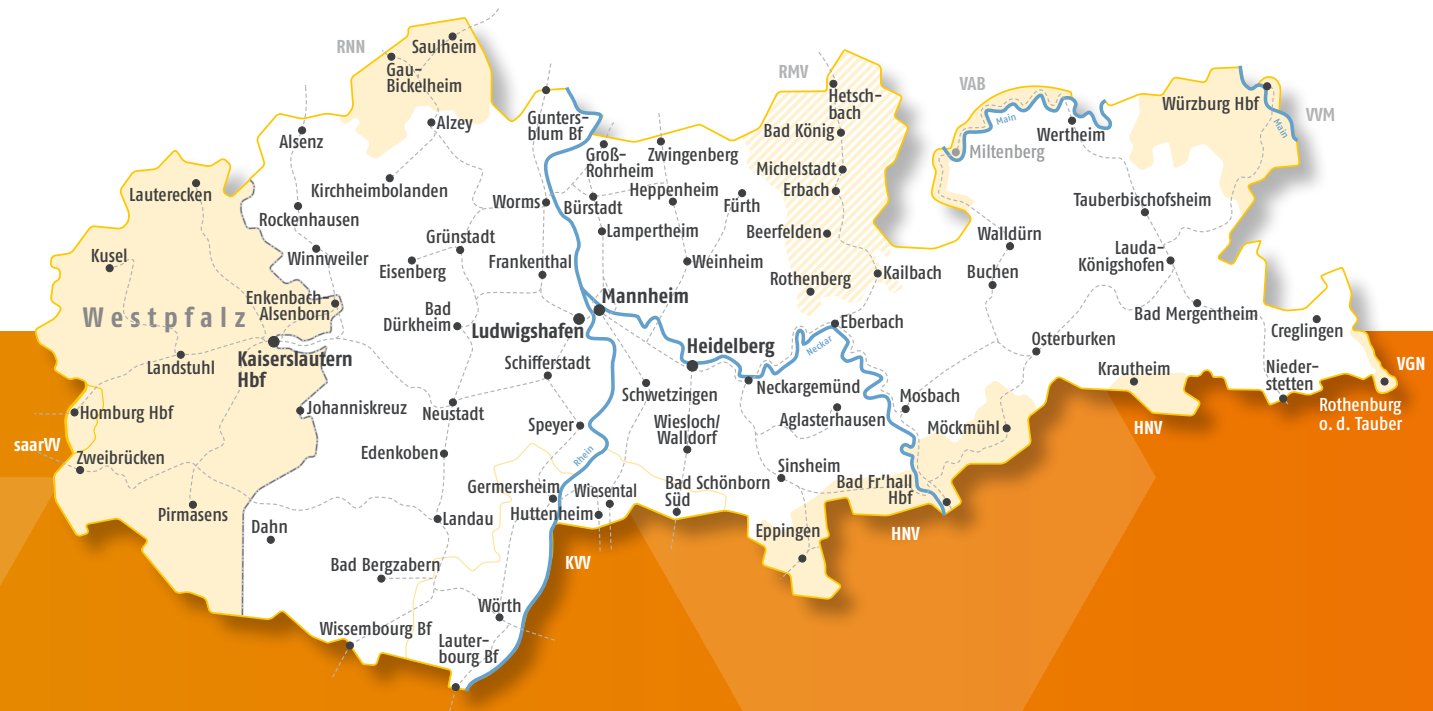 RNN
Saulheim
Gau-
Bickelheim
RMV
Hetsch-
bach
VAB
Würzburg Hbf
VVM
Main
Main
Alsenz
Alzey
Gunters-
blum Bf
Bad König
Wertheim
Miltenberg
Groß-
Rohrheim
Zwingenberg
Michelstadt
Lauterecken
Kirchheimbolanden
Heppenheim
Erbach
Tauberbischofsheim
Worms
Bürstadt
Fürth
Rockenhausen
Lampertheim
Beerfelden
Walldürn
Grünstadt
Kusel
Winnweiler
Eisenberg
Frankenthal
Weinheim
Rothenberg
Kailbach
Buchen
Lauda-
Königshofen
Enkenbach-
Alsenborn
Mannheim
Westpfalz
Bad
Dürkheim
Ludwigshafen
Eberbach
Bad Mergentheim
Creglingen
Neckar
Heidelberg
Osterburken
Kaiserslautern
Hbf
Landstuhl
Schifferstadt
Krautheim
Nieder-
stetten
VGN
Neckargemünd
Schwetzingen
Mosbach
Rothenburg
o. d. Tauber
Homburg Hbf
Johanniskreuz
Neustadt
Speyer
Wiesloch/
Walldorf
Aglasterhausen
Möckmühl
HNV
saarVV
Zweibrücken
Edenkoben
Rhein
Sinsheim
Bad Fr'hall
Hbf
Germersheim
Wiesental
Bad Schönborn
Süd
Pirmasens
Huttenheim
Dahn
Landau
Eppingen
HNV
Bad Bergzabern
KVV
Wörth
Wissembourg Bf
Lauter-
bourg Bf